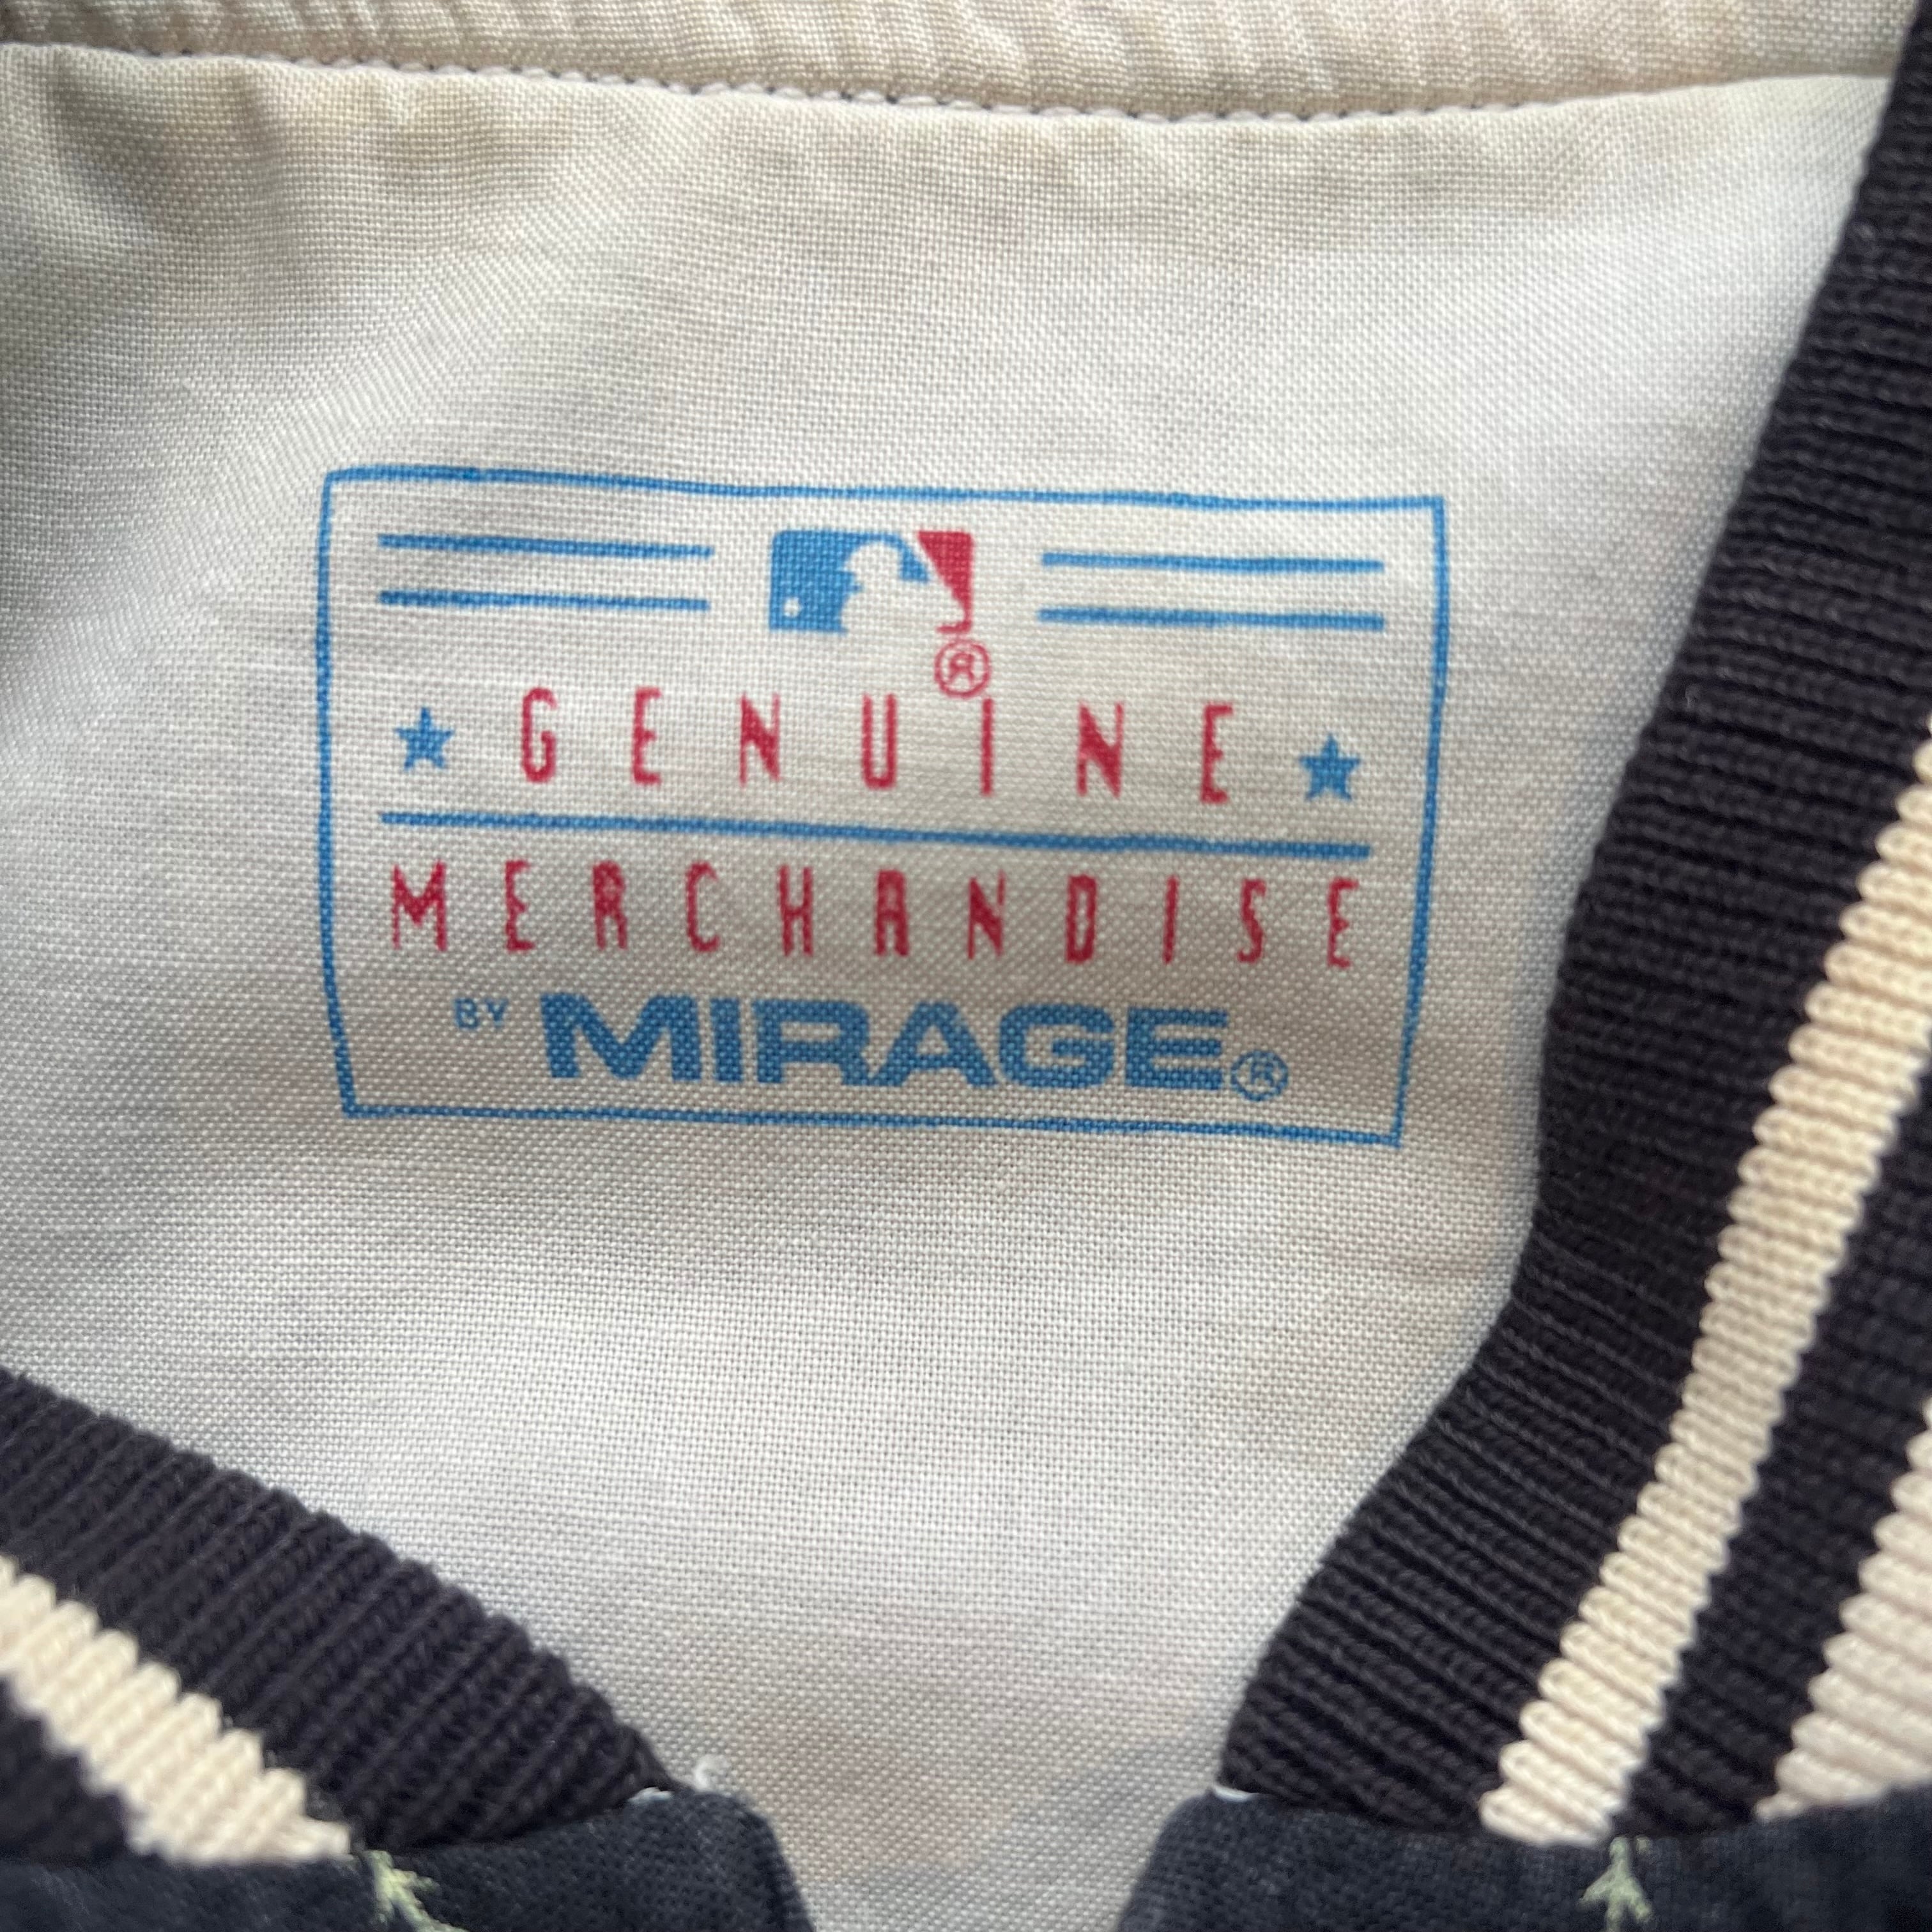 ®
GENUINE
MERCHANDISE
BY MIRAGE®